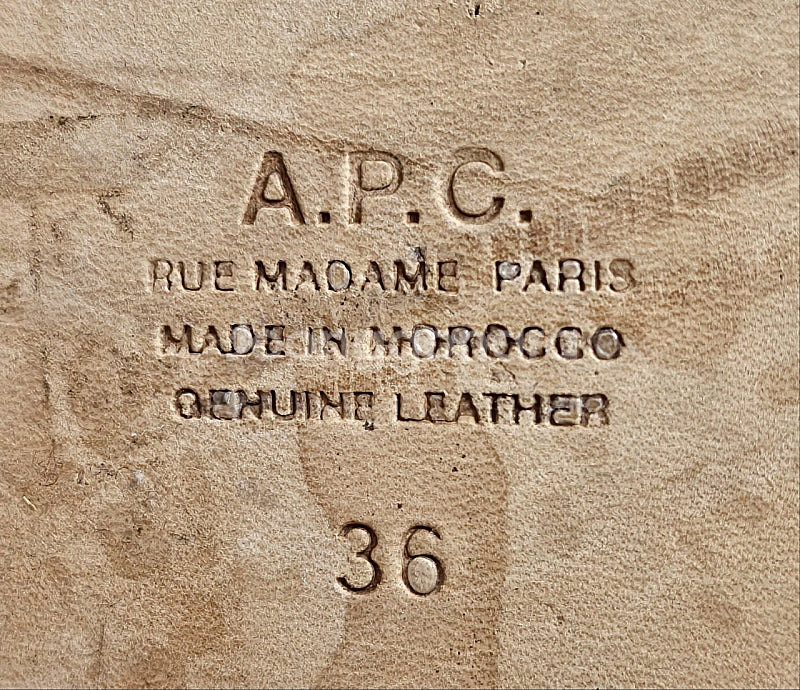 A.P.C.
RUE MADAME PARIS
MADE IN MOROCCO
GENUINE LEATHER
36